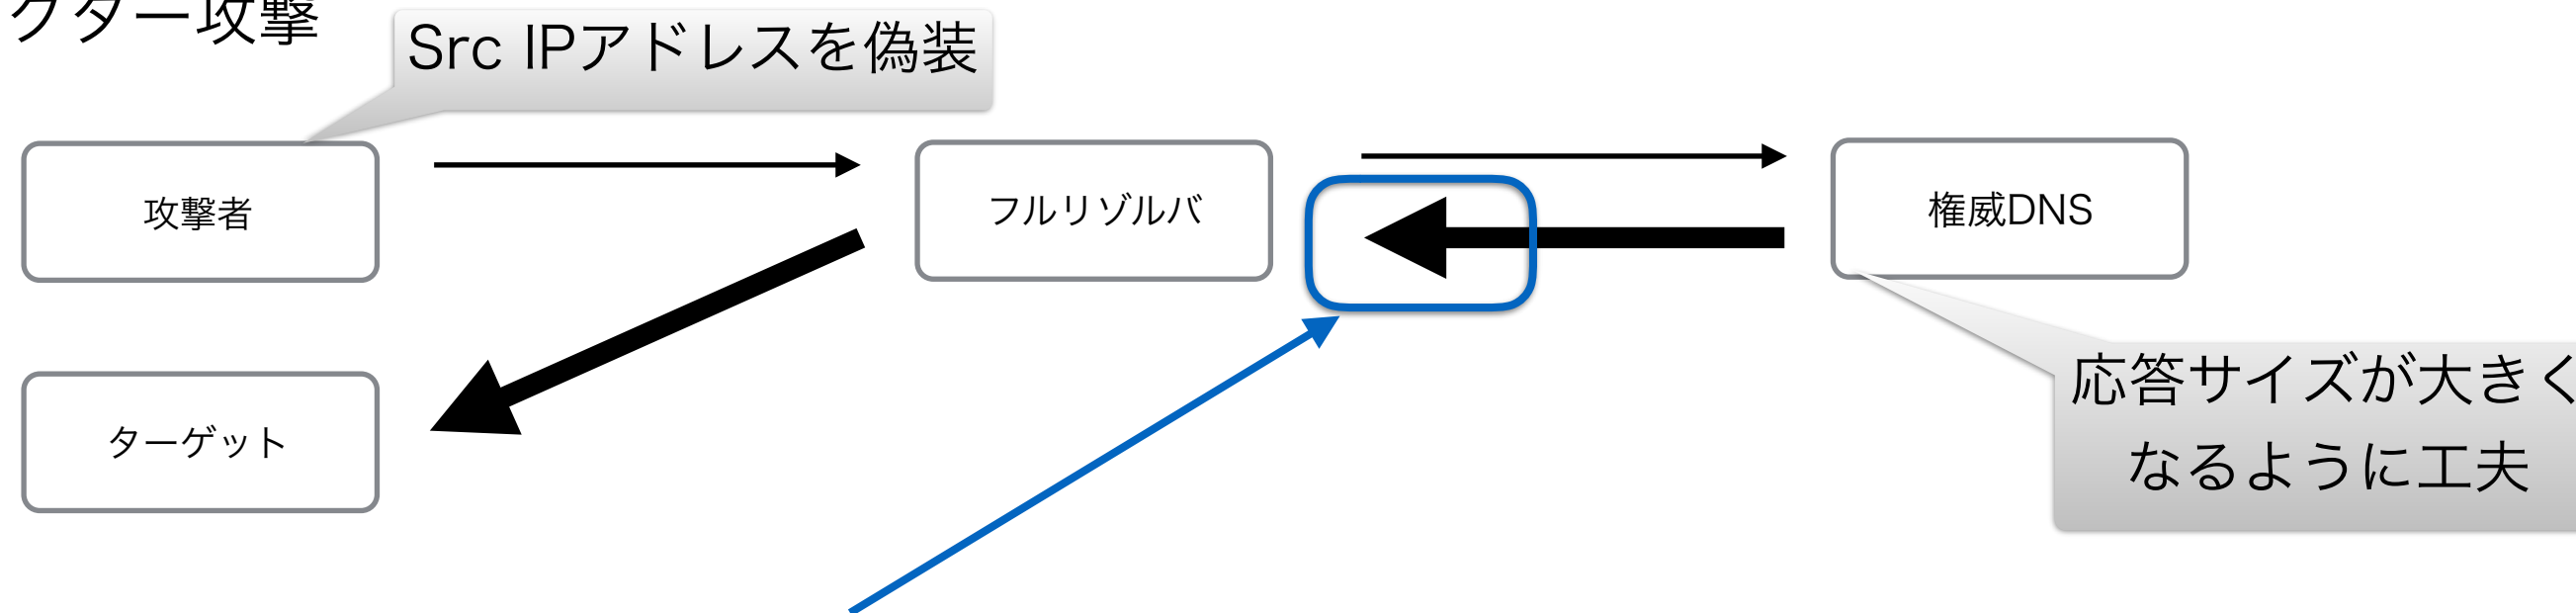 クター攻撃
Src IPアドレスを偽装
攻撃者
フルリゾルバ
権威DNS
ターゲット
応答サイズが大きく
なるように工夫